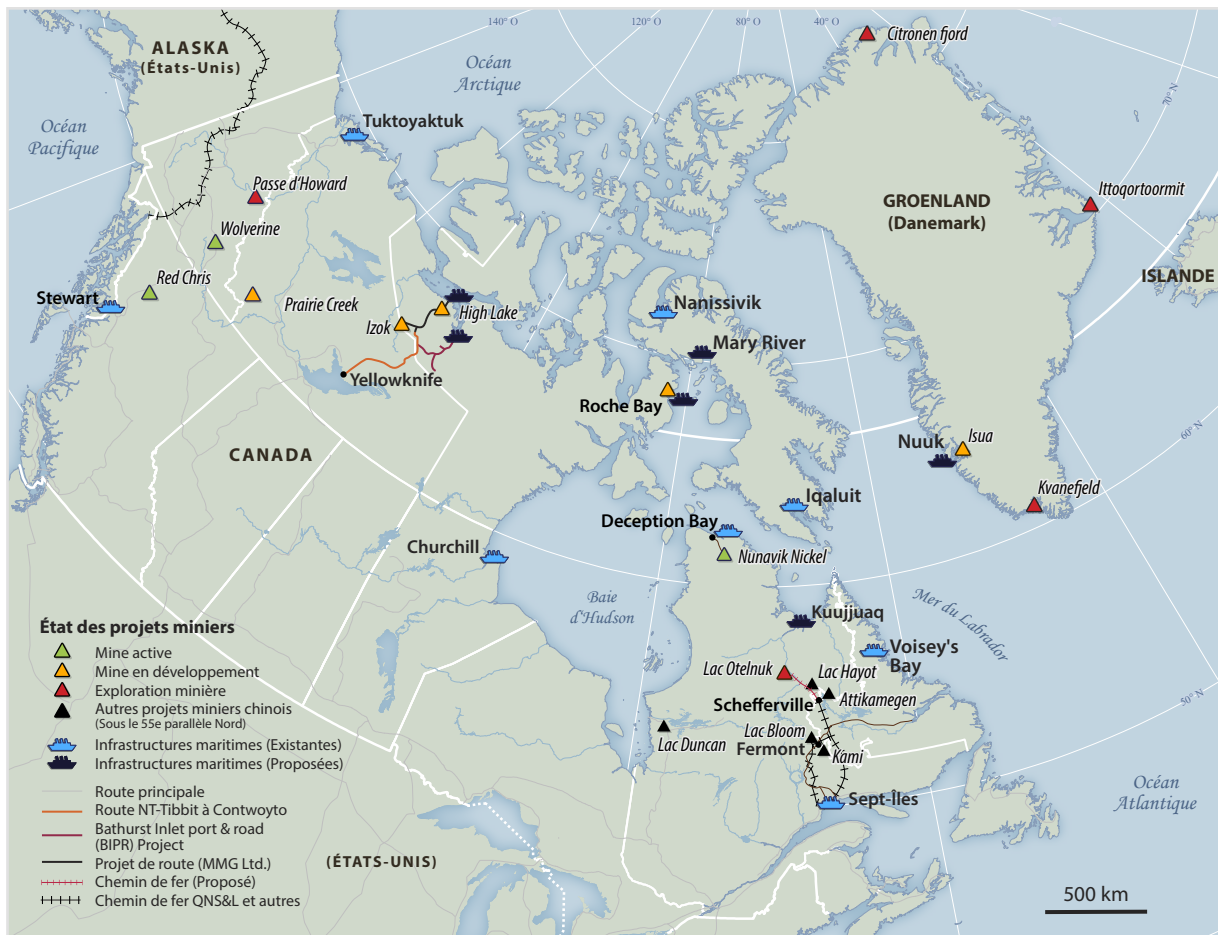 140° O
120° O
80° O
40° O
Citronen fjord
ALASKA
(États-Unis)
Océan
Arctique
70° N
Océan
Pacifique
Tuktoyaktuk
Passe d'Howard
Ittoqortoormit
GROENLAND
(Danemark)
Wolverine
ISLANDE
Red Chris
Stewart
Prairie Creek
Izok
High Lake
Nanissivik
Mary River
Yellowknife
Roche Bay
60° N
Isua
Nuuk
CANADA
Kvanefjeld
Iqaluit
Deception Bay
Churchill
Nunavik Nickel
Baie
d'Hudson
Mer du Labrador
Kuujjuaq
Voisey's
Bay
Lac Otelnuk
Lac Hayot
Attikamegen
50° N
Schefferville
Lac Bloom
Lac Duncan
Fermont
Kami
Sept-Îles
Océan
Atlantique
(ÉTATS-UNIS)
500 km
État des projets miniers
Mine active
Mine en développement
Exploration minière
Autres projets miniers chinois
(Sous le 55e parallèle Nord)
Infrastructures maritimes (Existantes)
Infrastructures maritimes (Proposées)
Route principale
Route NT-Tibbit à Contwoyto
Bathurst Inlet port & road
(BIPR) Project
Projet de route (MMG Ltd.)
Chemin de fer (Proposé)
Chemin de fer QNS&L et autres